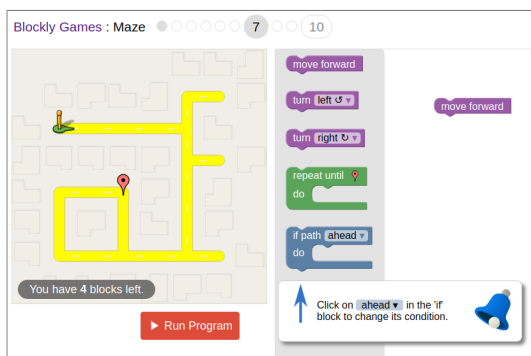 Blockly Games : Maze 7 10
move forward
turn left ↺ ▾
turn right ↻ ▾
repeat until
do
if path ahead ▾
do
move forward
You have 4 blocks left.
Run Program
Click on ahead ▾ in the 'if'
block to change its condition.